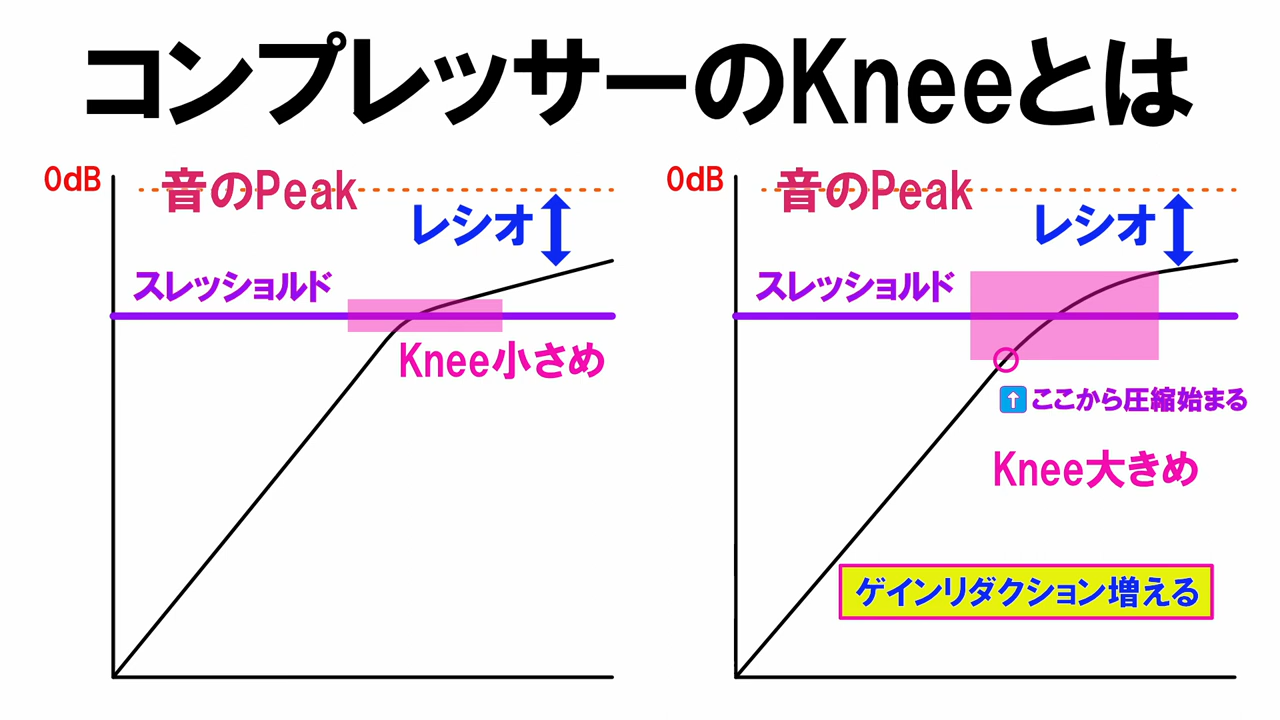 コンプレッサーのKneeとは
0dB
音のPeak
レシオ
スレッショルド
Knee小さめ
0dB
音のPeak
レシオ
スレッショルド
↑ここから圧縮始まる
Knee大きめ
ゲインリダクション増える